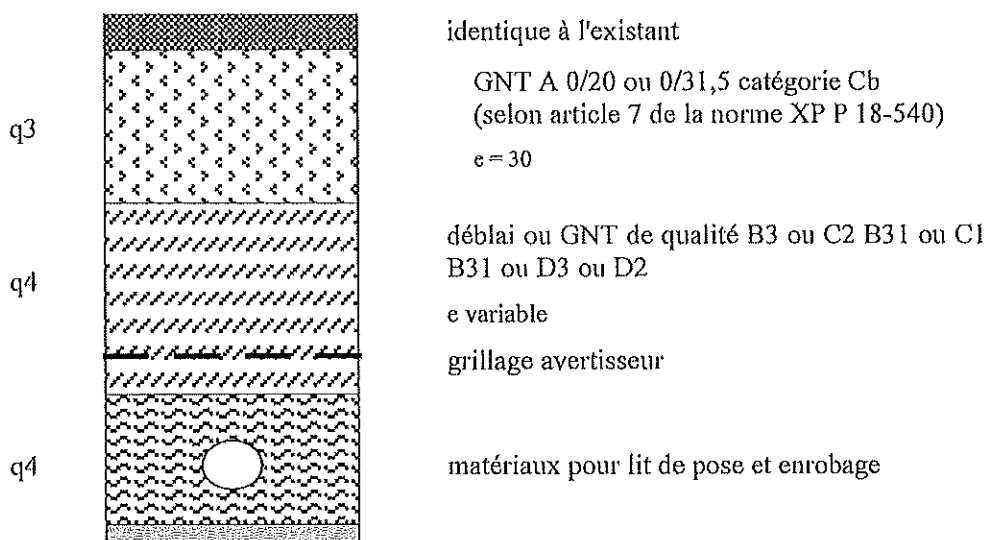 identique à l'existant
GNT A 0/20 ou 0/31,5 catégorie Cb
(selon article 7 de la norme XP P 18-540)
q3
e = 30
déblai ou GNT de qualité B3 ou C2 B31 ou C1
B31 ou D3 ou D2
q4
e variable
grillage avertisseur
q4
matériaux pour lit de pose et enrobage